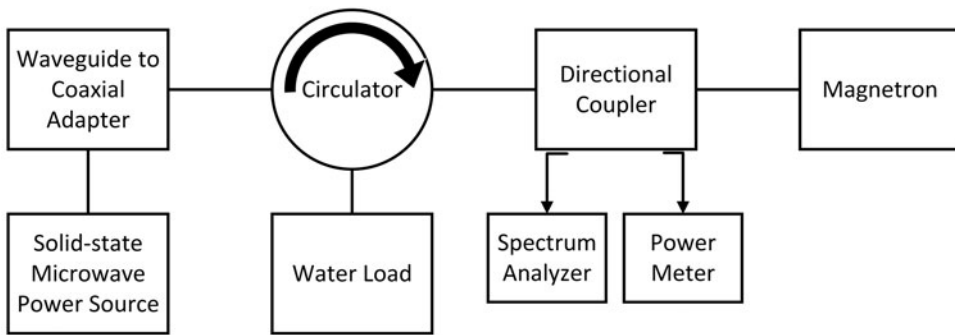 Waveguide to
Coaxial
Adapter
Circulator
Directional
Coupler
Magnetron
Solid-state
Microwave
Power Source
Water Load
Spectrum
Analyzer
Power
Meter